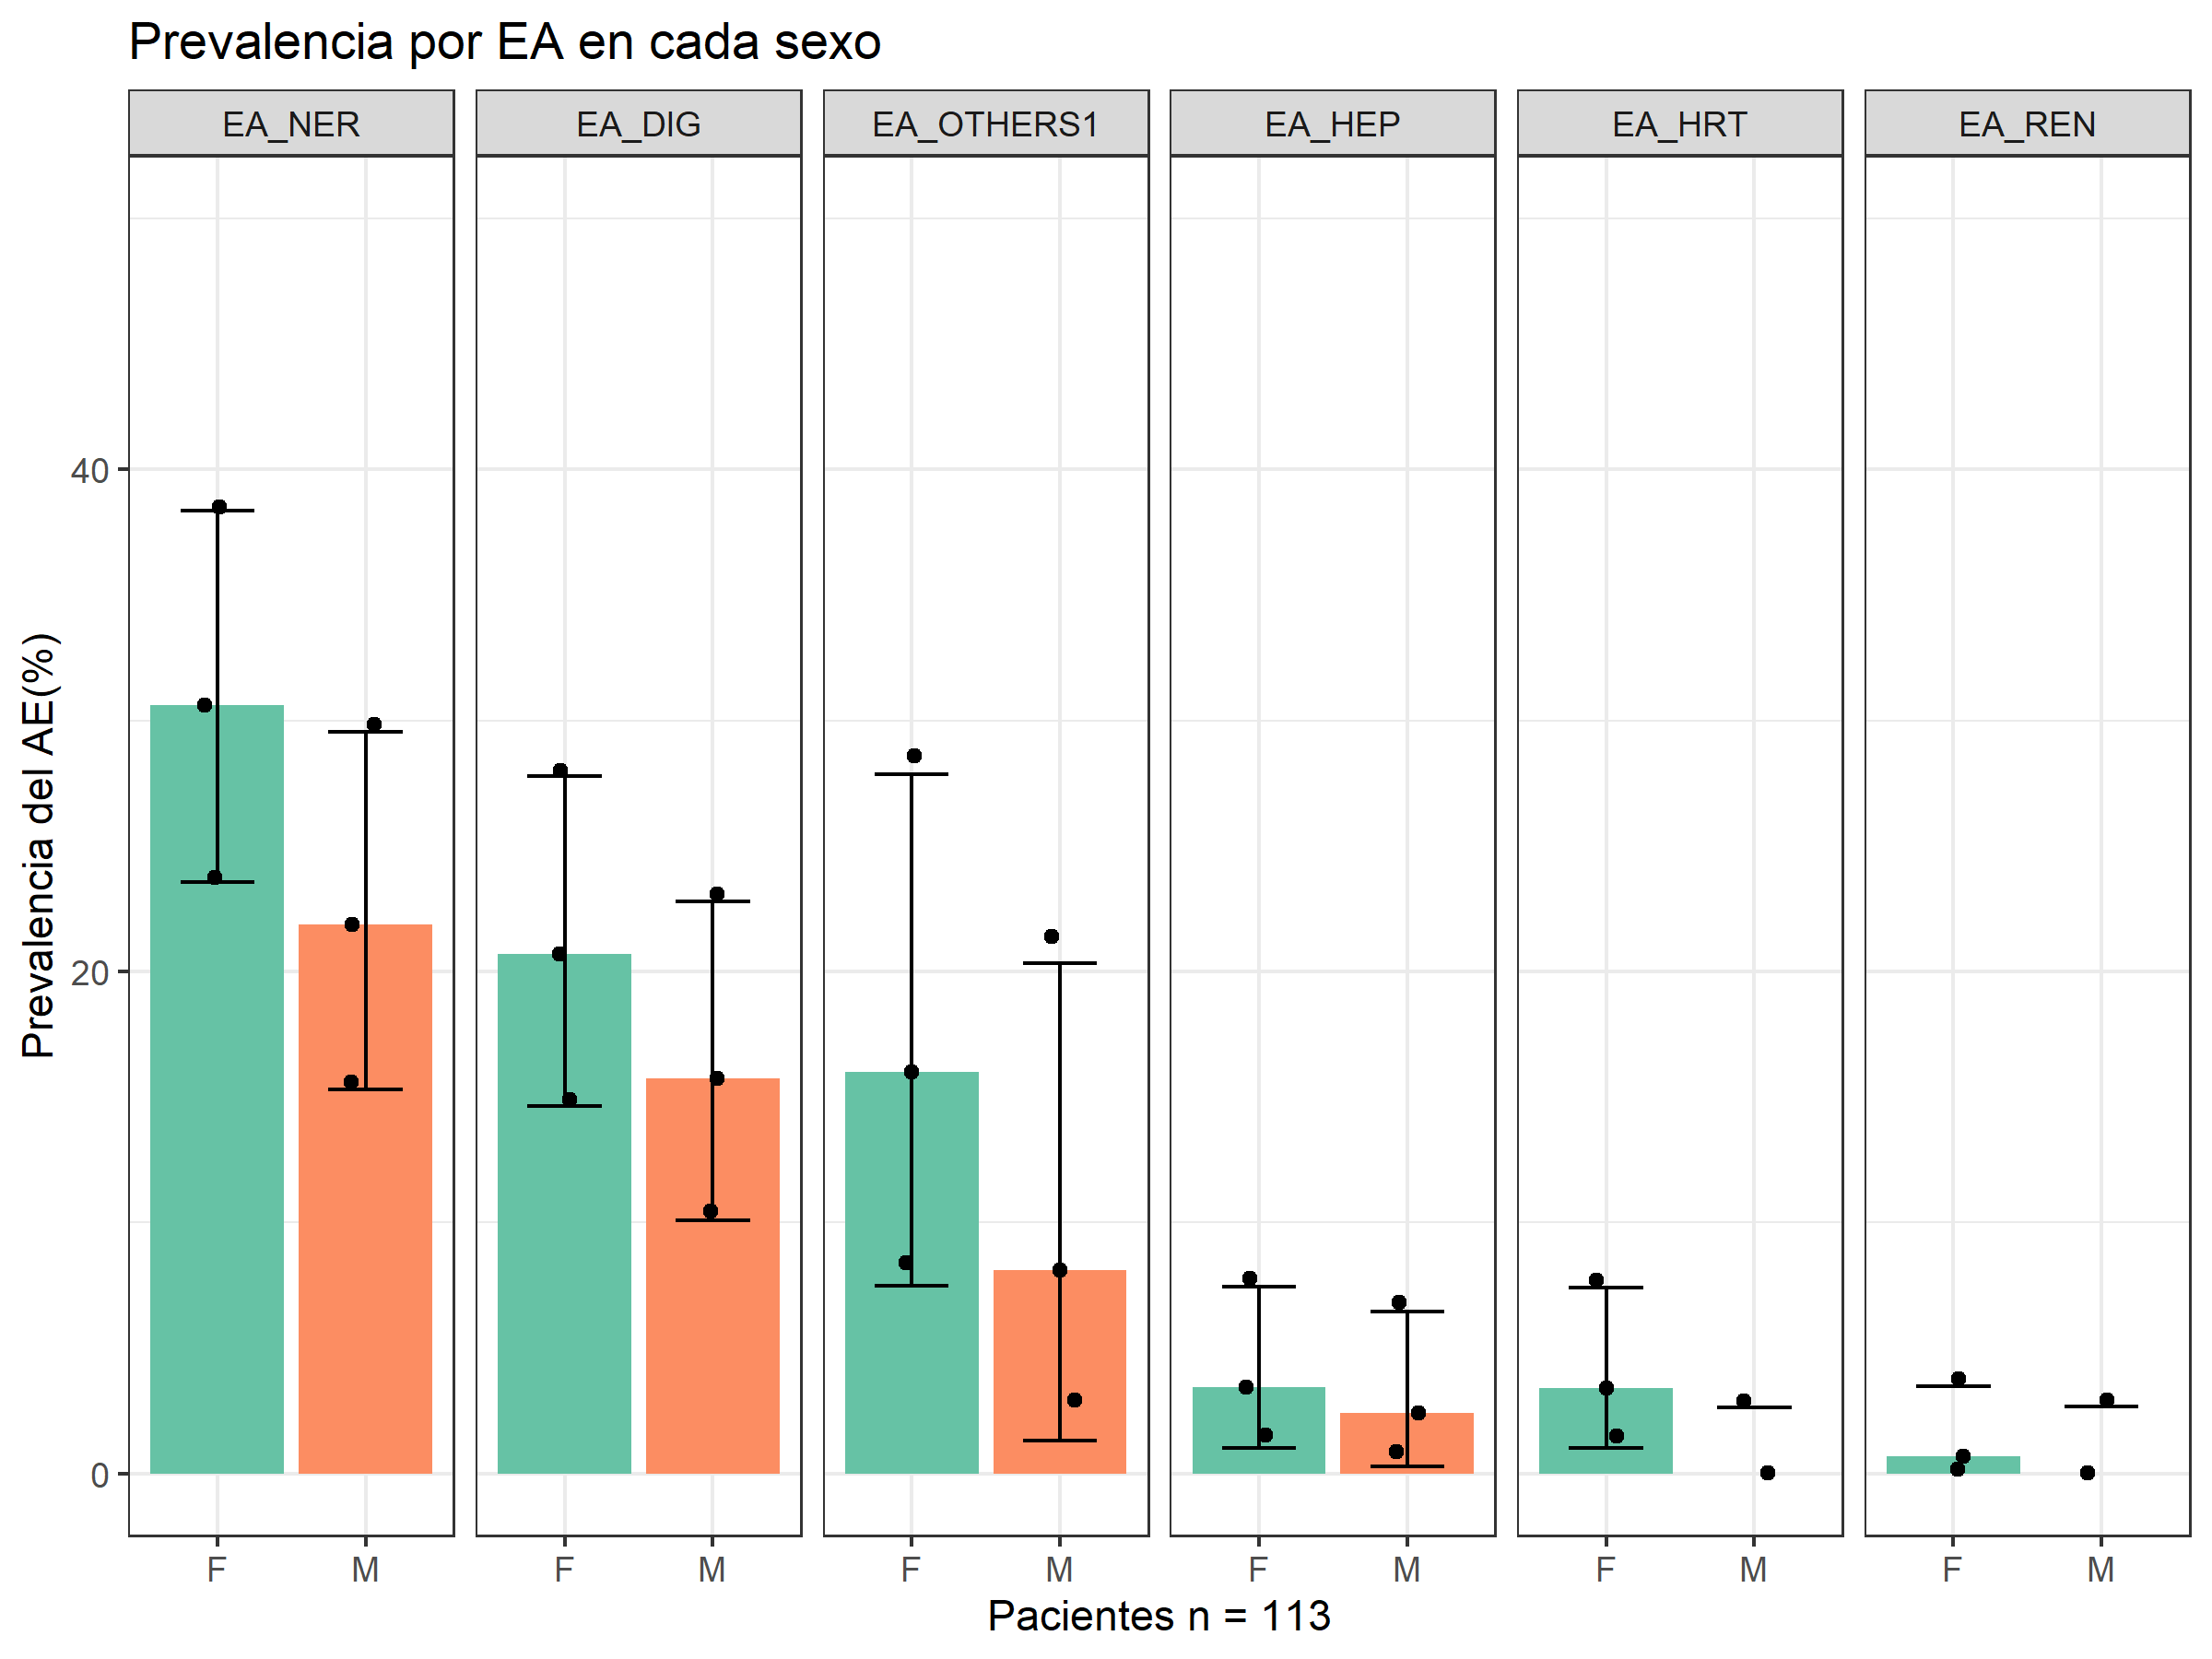 Prevalencia por EA en cada sexo
EA_NER EA_DIG EA_OTHERS1 EA_HEP EA_HRT EA_REN
Prevalencia del AE(%)
40
20
0
F M F M F M F M F M F M
Pacientes n = 113